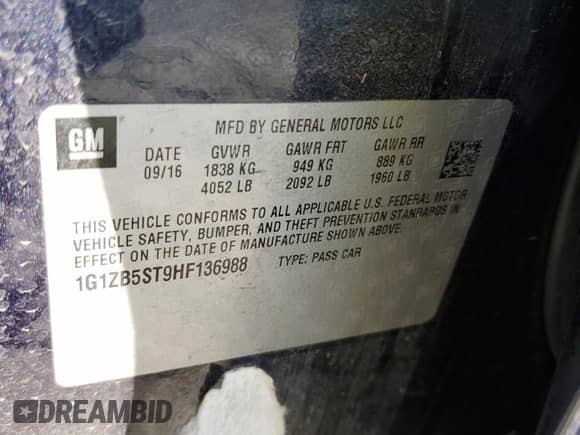 GM
MFD BY GENERAL MOTORS LLC
DATE GVWR GAWR FRT GAWR RR
09/16 1838 KG 949 KG 889 KG
4052 LB 2092 LB 1960 LB
THIS VEHICLE CONFORMS TO ALL APPLICABLE U.S. FEDERAL MOTOR
VEHICLE SAFETY, BUMPER, AND THEFT PREVENTION STANDARDS IN
EFFECT ON THE DATE OF MANUFACTURE SHOWN ABOVE.
1G1ZB5ST9HF136988 TYPE: PASS CAR
DREAMBID